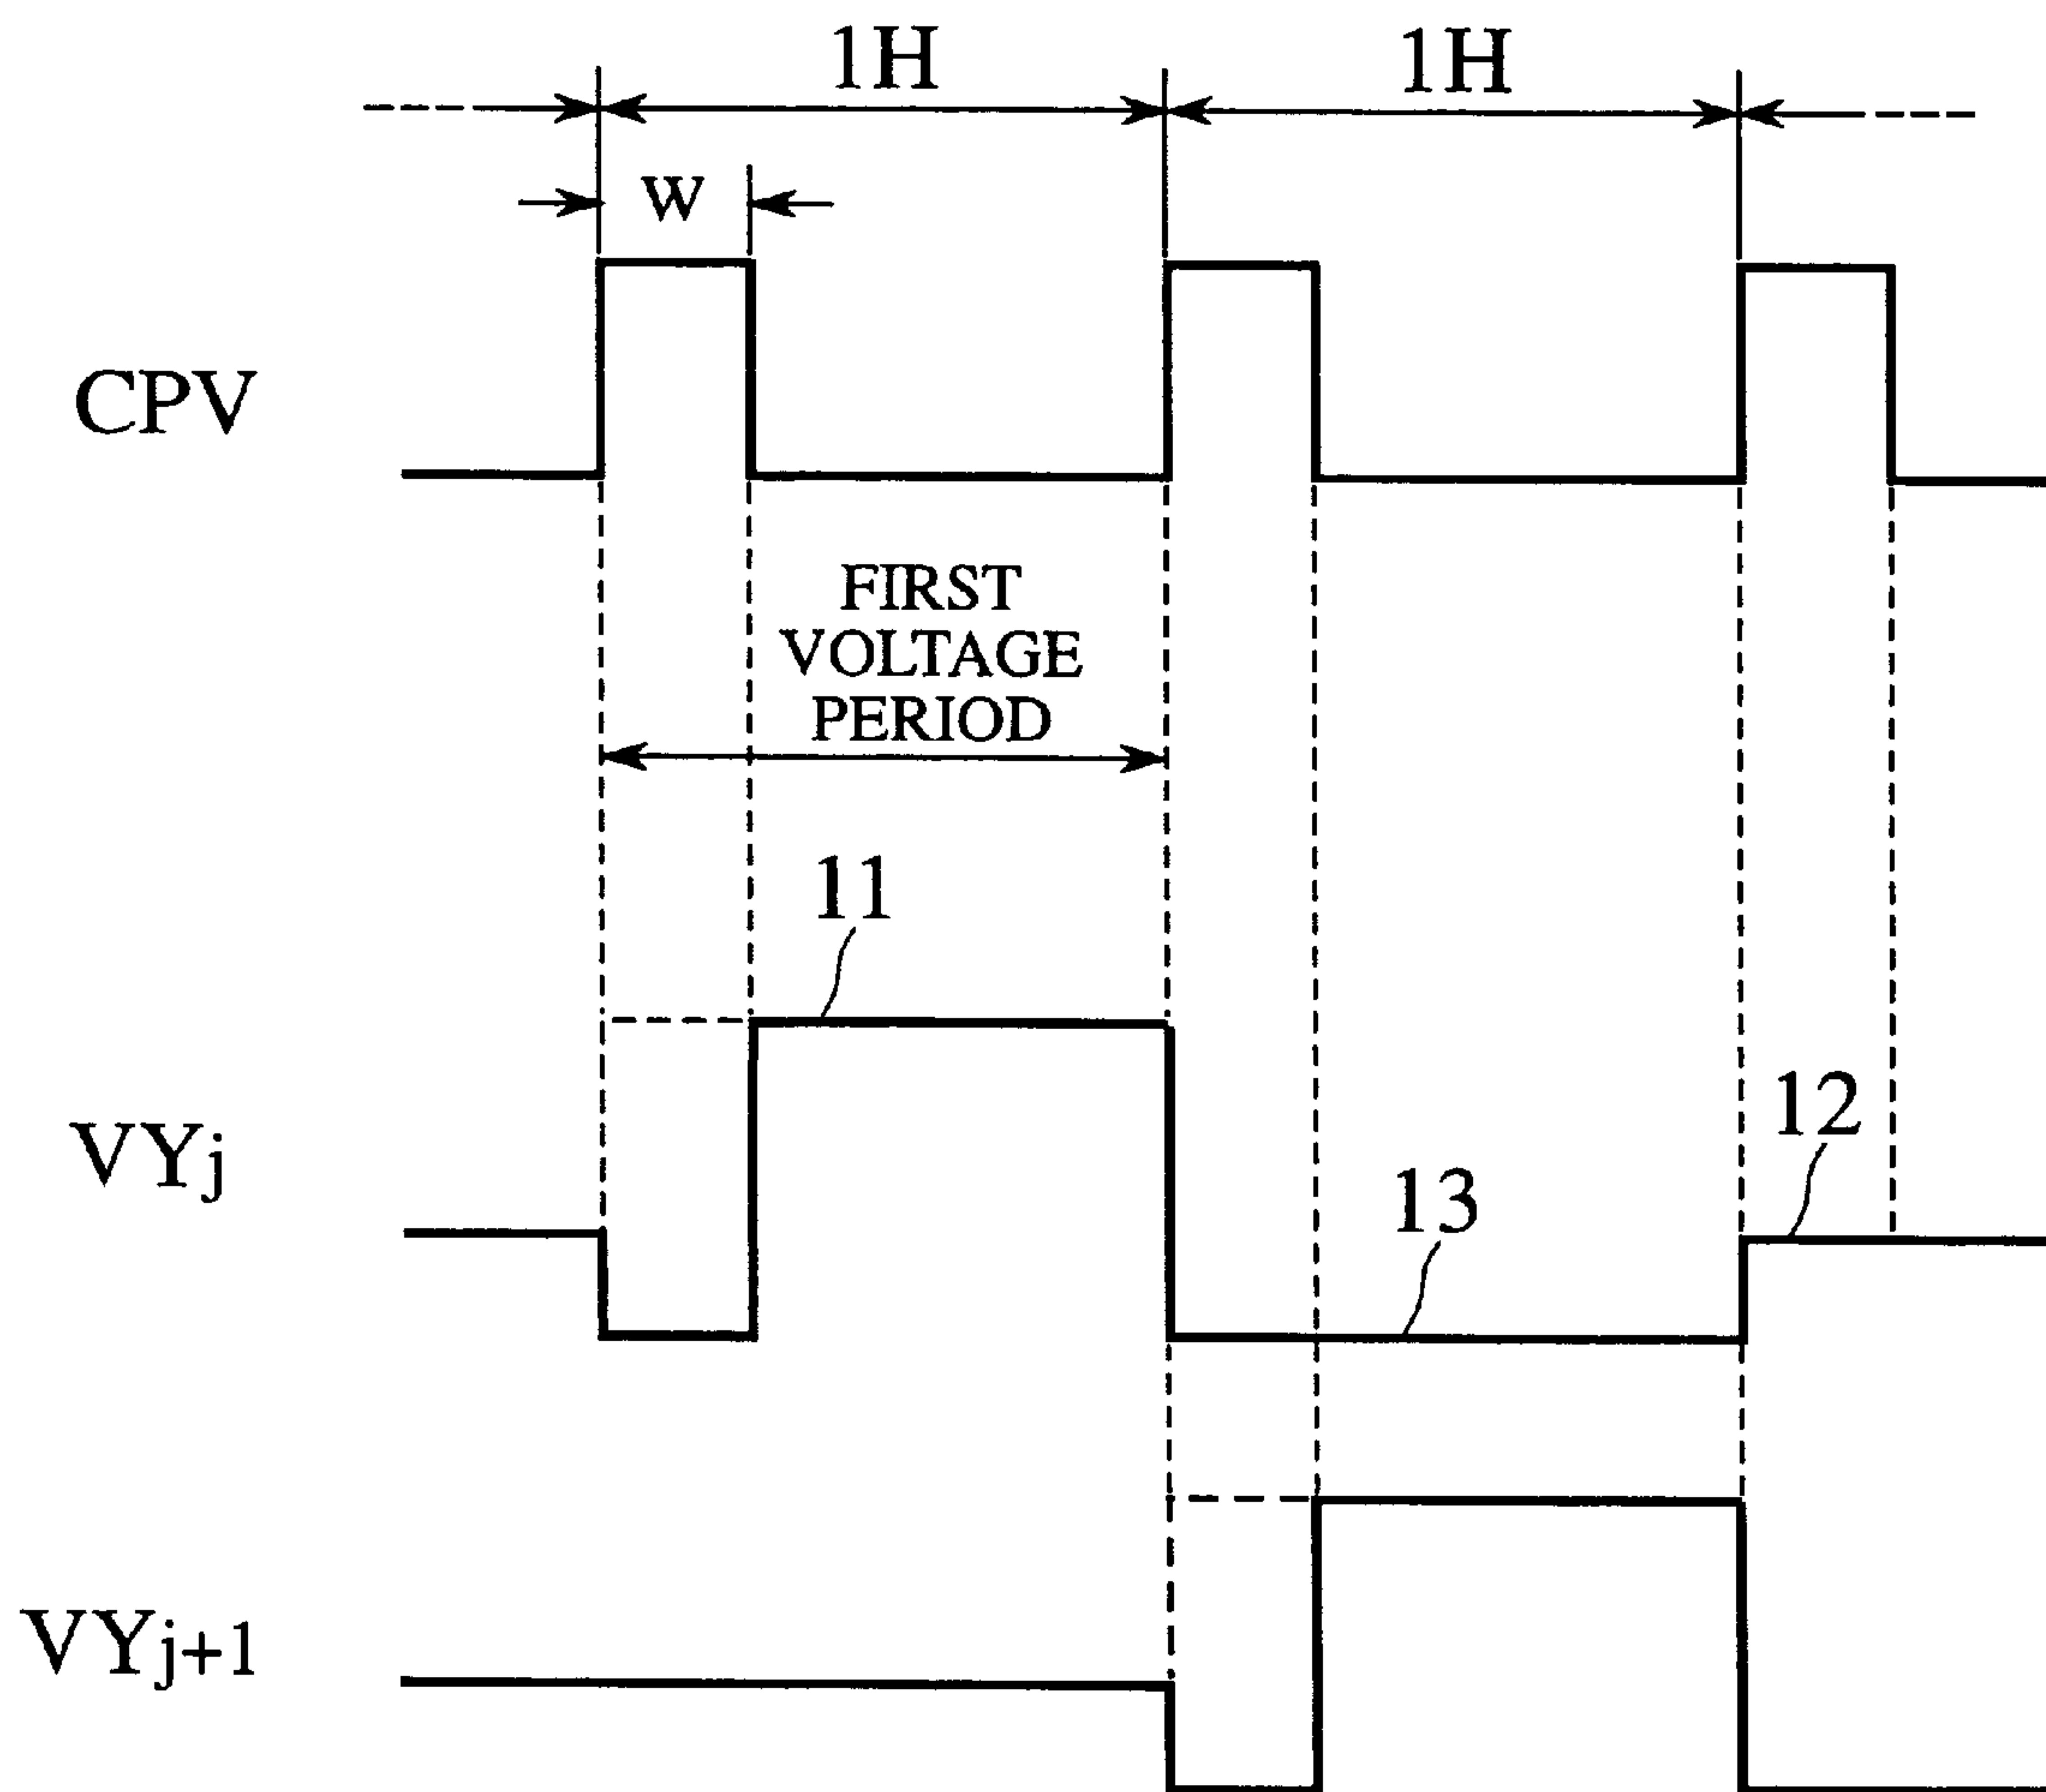 1H
1H
w
CPV
FIRST
VOLTAGE
PERIOD
11
12
VYj
13
VYj+1